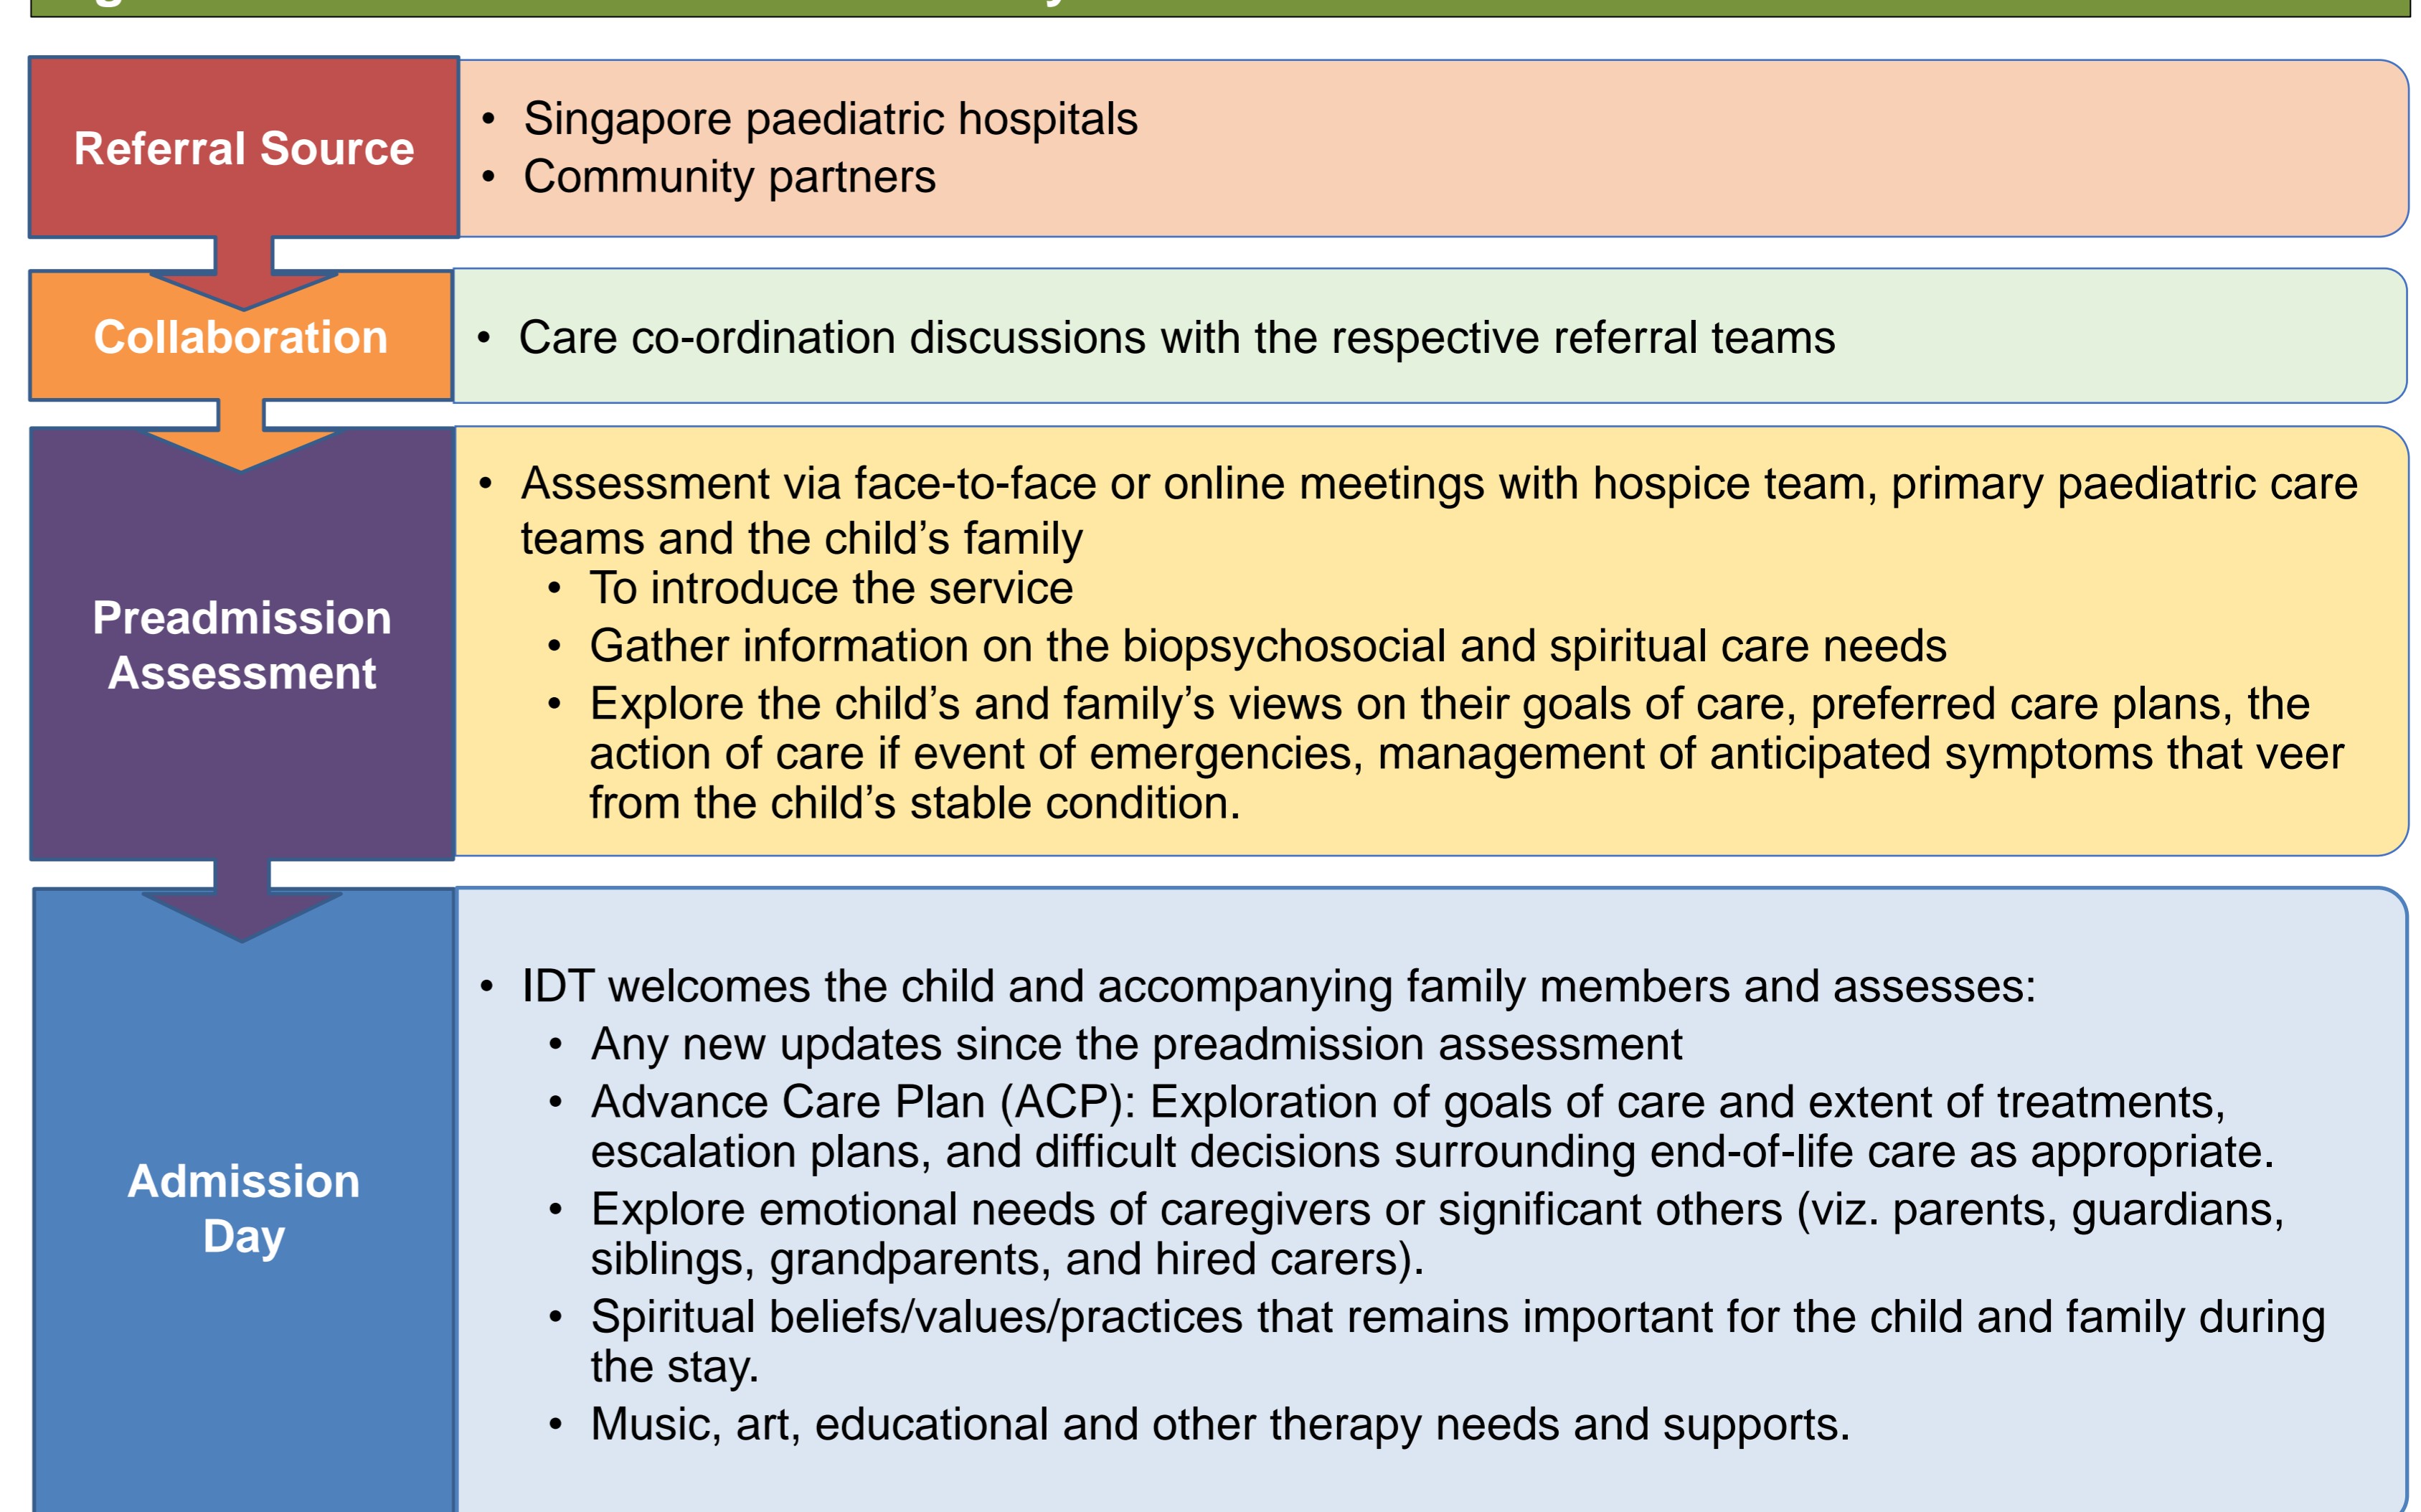 Referral Source
• Singapore paediatric hospitals
• Community partners
Collaboration
• Care co-ordination discussions with the respective referral teams
Preadmission
Assessment
• Assessment via face-to-face or online meetings with hospice team, primary paediatric care
teams and the child’s family
• To introduce the service
• Gather information on the biopsychosocial and spiritual care needs
• Explore the child’s and family’s views on their goals of care, preferred care plans, the
action of care if event of emergencies, management of anticipated symptoms that veer
from the child’s stable condition.
Admission
Day
• IDT welcomes the child and accompanying family members and assesses:
• Any new updates since the preadmission assessment
• Advance Care Plan (ACP): Exploration of goals of care and extent of treatments,
escalation plans, and difficult decisions surrounding end-of-life care as appropriate.
• Explore emotional needs of caregivers or significant others (viz. parents, guardians,
siblings, grandparents, and hired carers).
• Spiritual beliefs/values/practices that remains important for the child and family during
the stay.
• Music, art, educational and other therapy needs and supports.